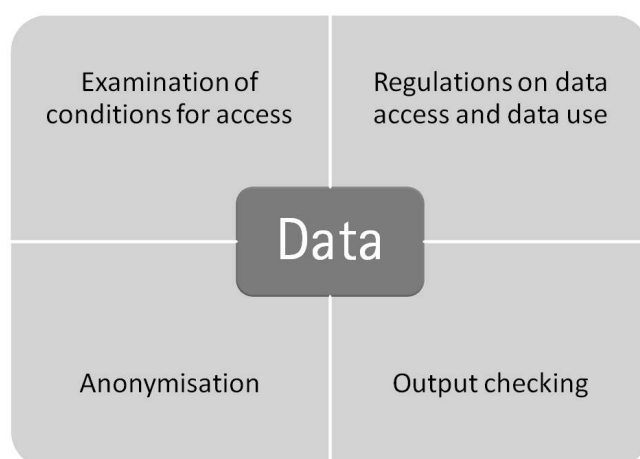 Examination of
conditions for access
Regulations on data
access and data use
Data
Anonymisation
Output checking